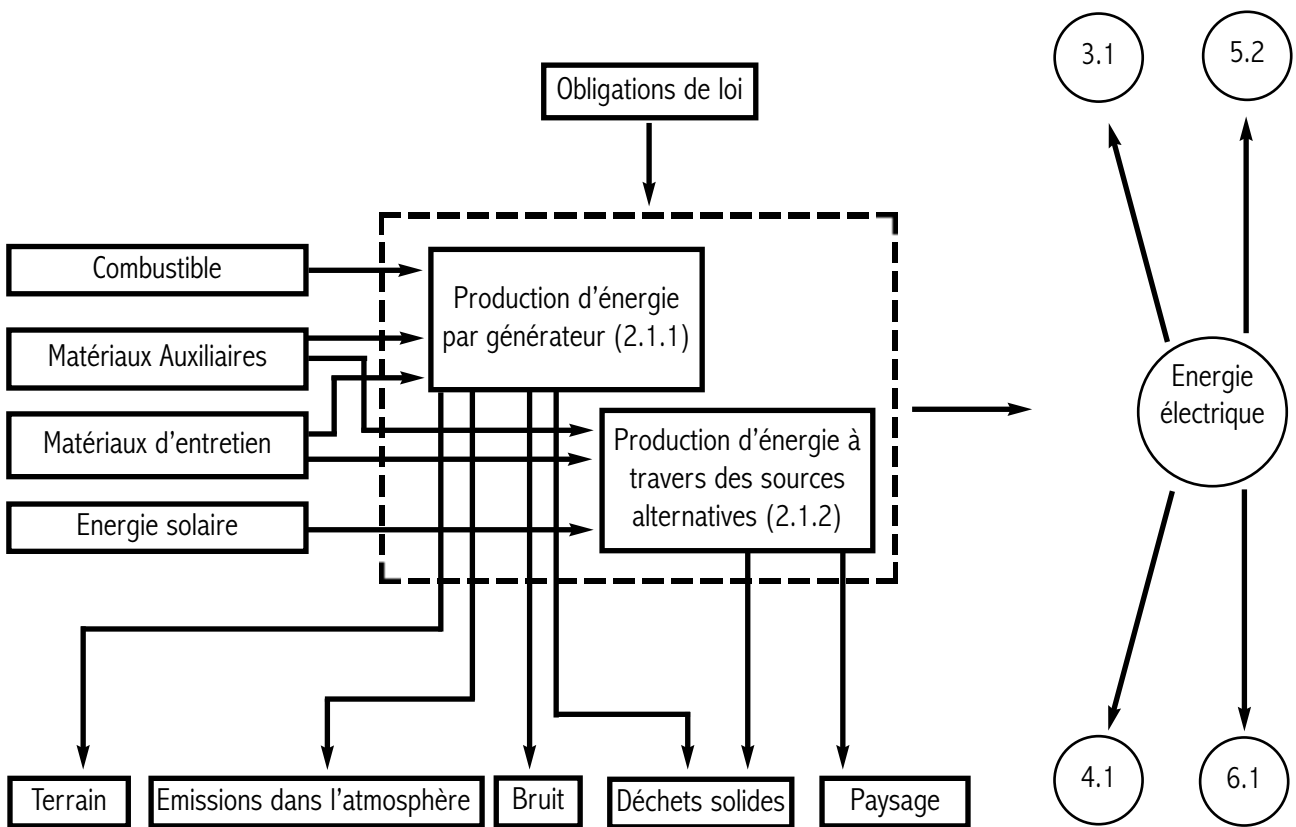 3.1
5.2
Obligations de loi
Combustible
Production d'énergie
par générateur (2.1.1)
Matériaux Auxiliaires
Energie
électrique
Matériaux d'entretien
Production d'énergie à
travers des sources
alternatives (2.1.2)
Energie solaire
4.1
6.1
Terrain
Emissions dans l'atmosphère
Bruit
Déchets solides
Paysage